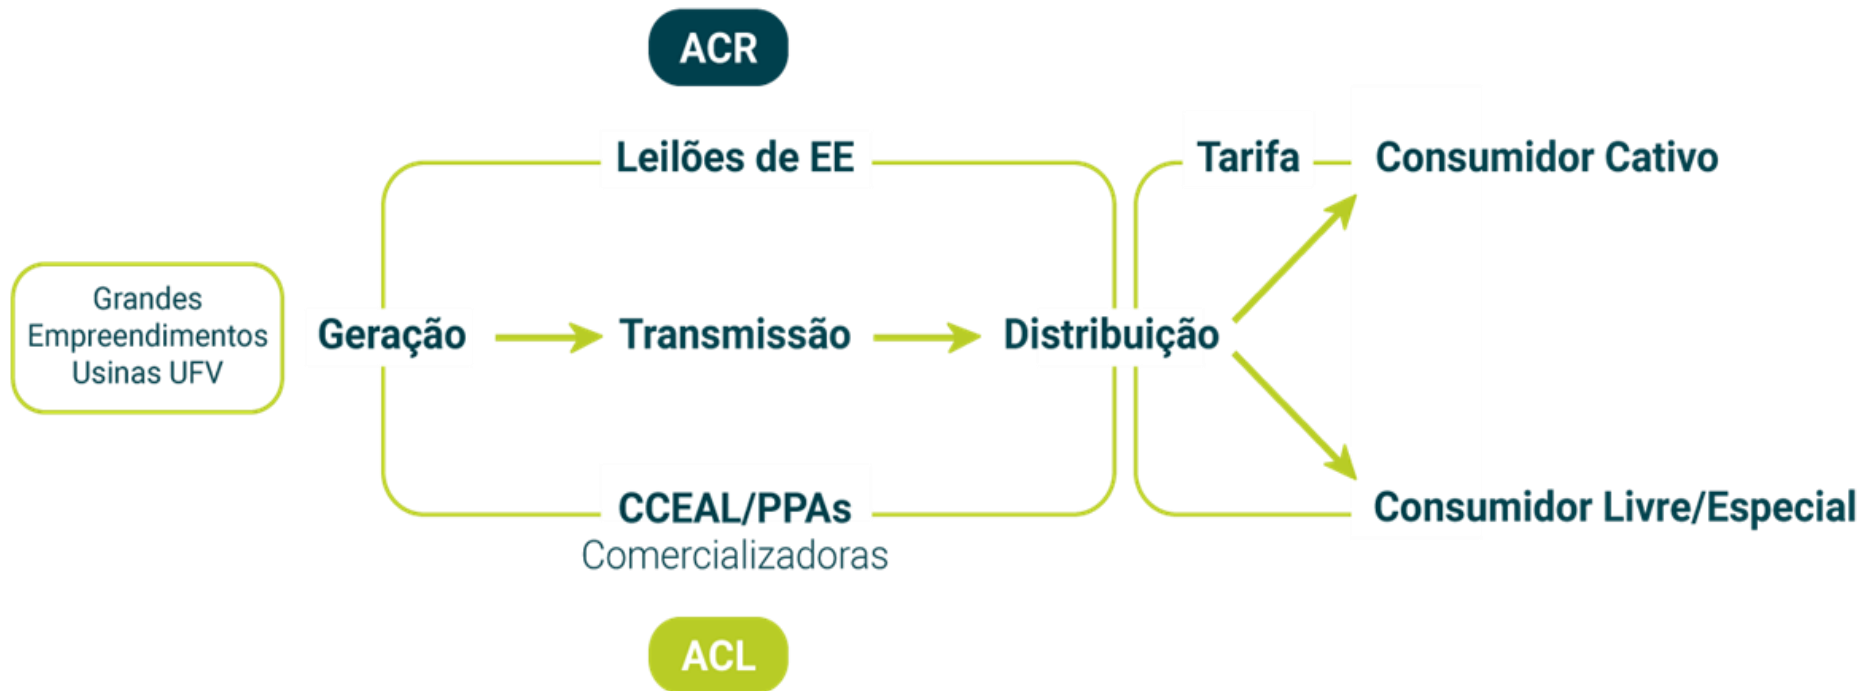 ACR
Leilões de EE
Tarifa
Consumidor Cativo
Grandes
Empreendimentos
Usinas UFV
Geração
Transmissão
Distribuição
CCEAL/PPAs
Comercializadoras
Consumidor Livre/Especial
ACL